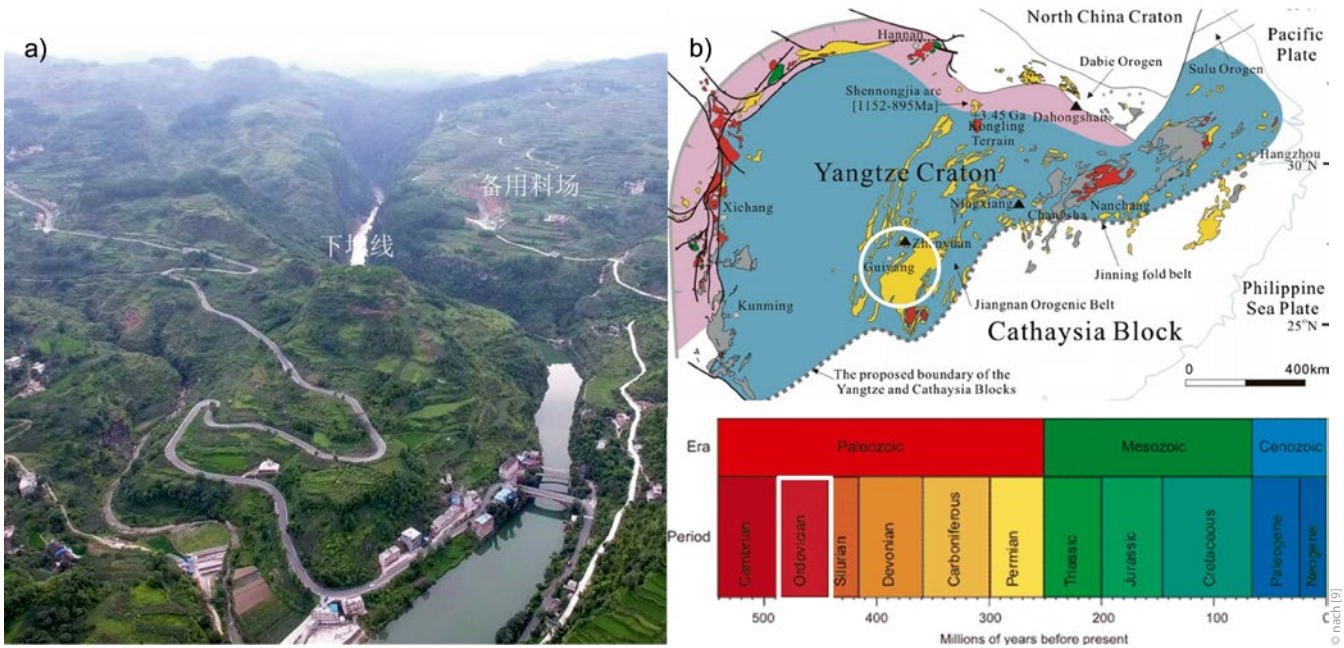 a)
备用料场
下坝线
b)
North China Craton
Pacific
Plate
Hannan
Dabie Orogen
Sulu Orogen
Shennongjia arc
[1152-895Ma]
3.45 Ga
Kongling
Terrain
Dahongshan
Hangzhou
30°N
Yangtze Craton
Xichang
Ningxiang
Changsha
Nanchang
Zhenyuan
Guiyang
Jinning fold belt
Kunming
Jiangnan Orogenic Belt
Philippine
Sea Plate
25°N
Cathaysia Block
The proposed boundary of the
Yangtze and Cathaysia Blocks
0 400km
Era
Paleozoic
Mesozoic
Cenozoic
Period
Cambrian
Ordovician
Silurian
Devonian
Carboniferous
Permian
Triassic
Jurassic
Cretaceous
Paleogene
Neogene
500 400 300 200 100 0
Millions of years before present
© nach [9]